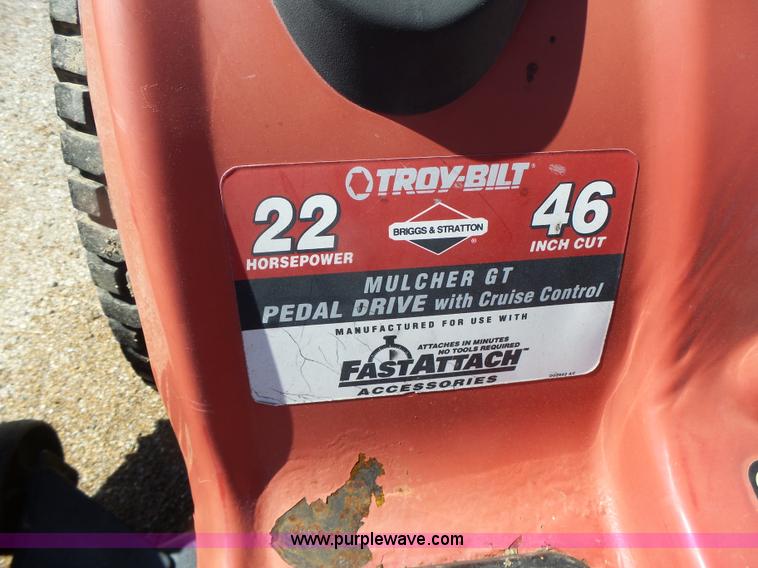 TROY-BILT®
22
HORSEPOWER
BRIGGS & STRATTON®
46
INCH CUT
MULCHER GT
PEDAL DRIVE with Cruise Control
MANUFACTURED FOR USE WITH
ATTACHES IN MINUTES
NO TOOLS REQUIRED
FASTATTACH™
ACCESSORIES
www.purplewave.com